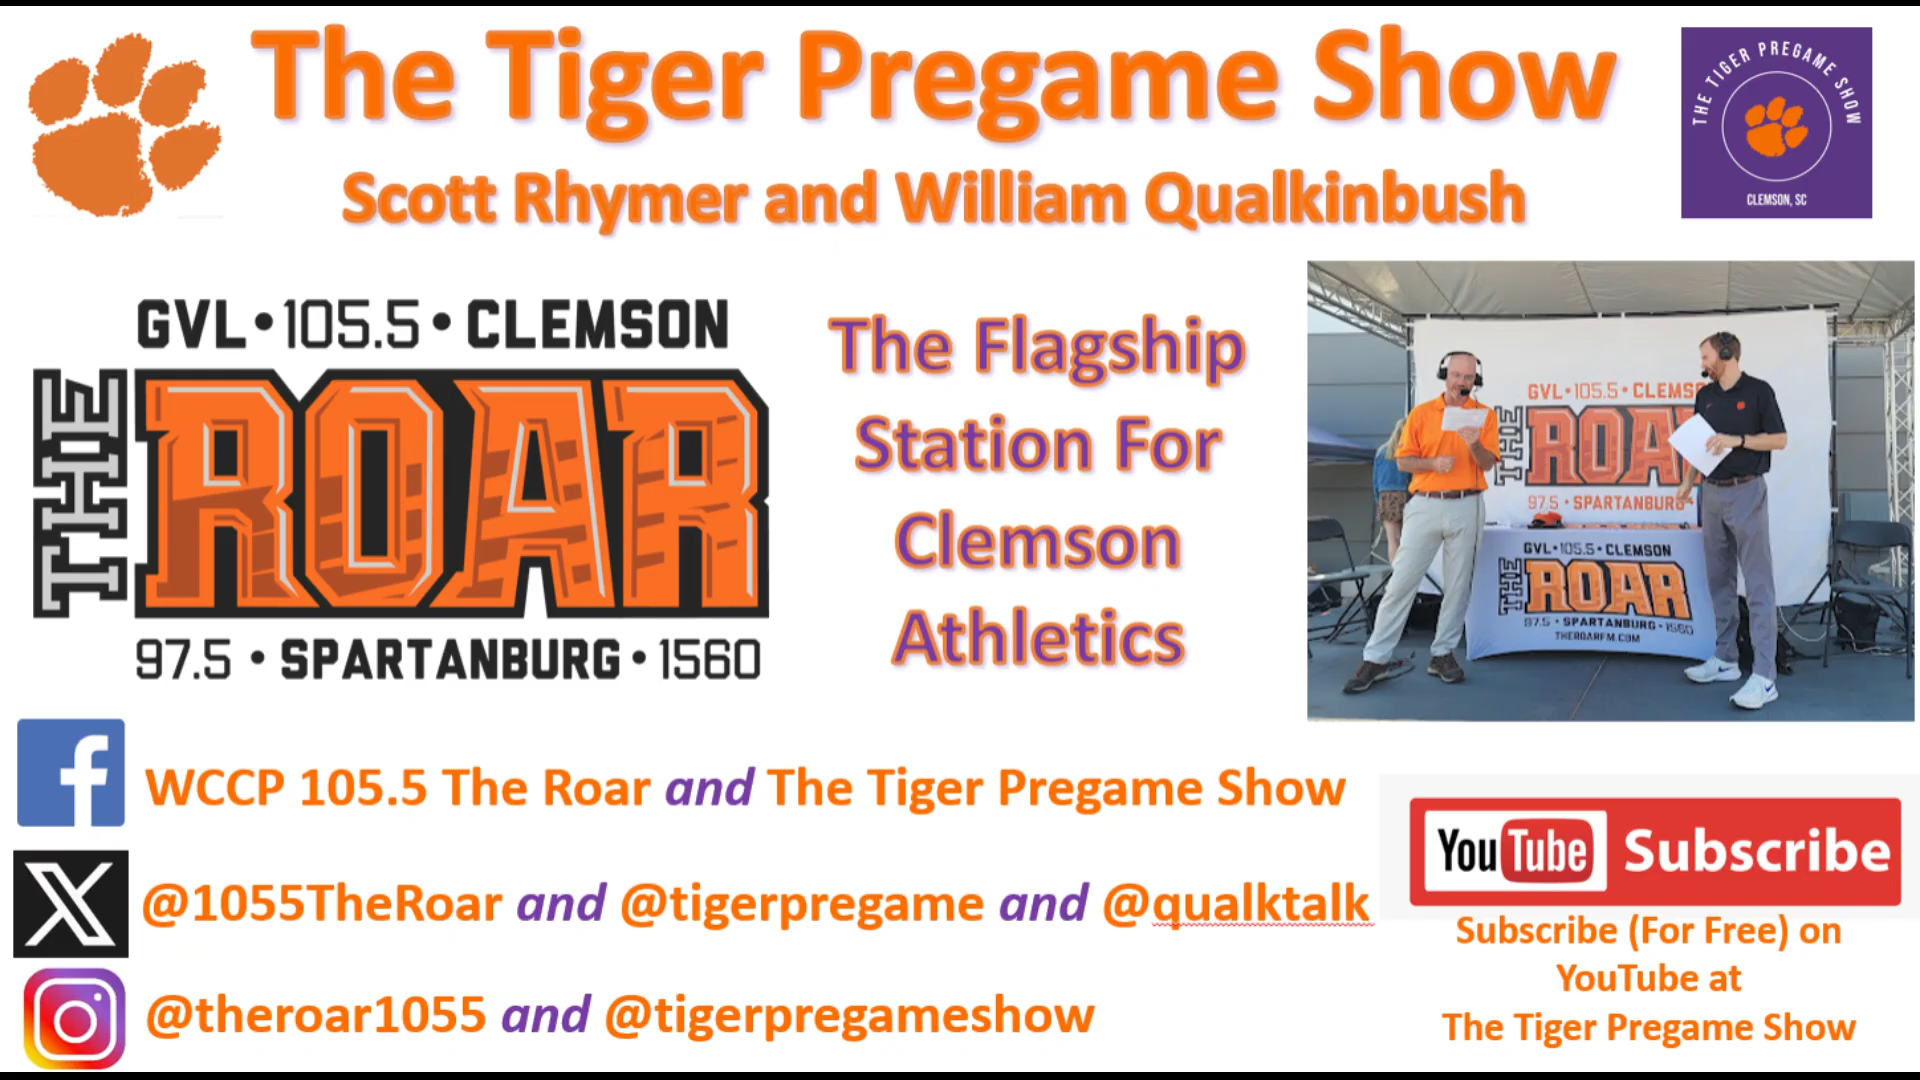 The Tiger Pregame Show
Scott Rhymer and William Qualkinbush
THE TIGER PREGAME SHOW
CLEMSON, SC
GVL • 105.5 • CLEMSON
THE ROAR
97.5 • SPARTANBURG • 1560
The Flagship
Station For
Clemson
Athletics
GVL • 105.5 • CLEMS
THE ROA
97.5 • SPARTANBURG
GVL • 105.5 • CLEMSON
THE ROAR
97.5 • SPARTANBURG • 1560
THEROARFM.COM
WCCP 105.5 The Roar and The Tiger Pregame Show
@1055TheRoar and @tigerpregame and @qualktalk
@theroar1055 and @tigerpregameshow
YouTube Subscribe
Subscribe (For Free) on
YouTube at
The Tiger Pregame Show